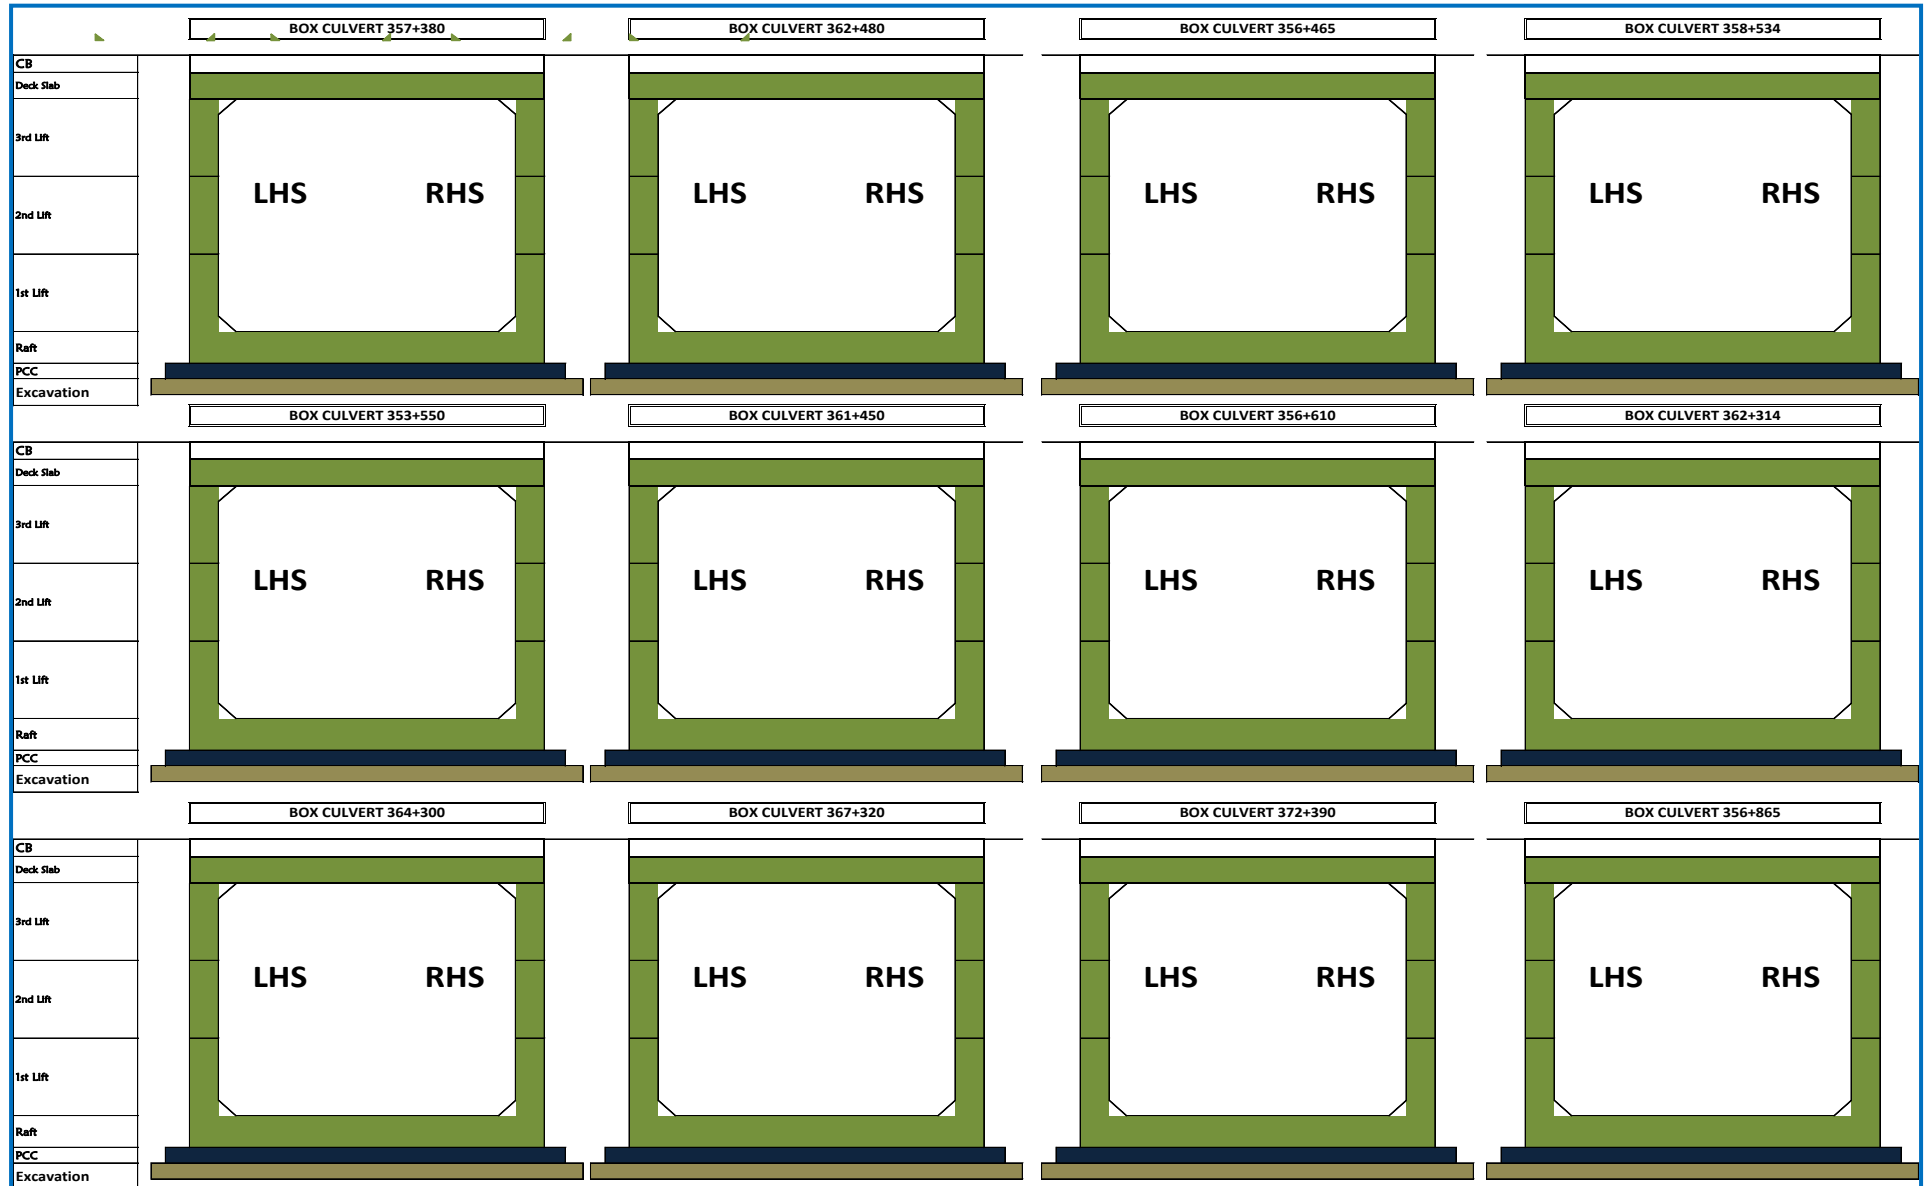 BOX CULVERT 357+380 BOX CULVERT 362+480 BOX CULVERT 356+465 BOX CULVERT 358+534
CB
Deck Slab
3rd Lift
LHS RHS LHS RHS LHS RHS LHS RHS
2nd Lift
1st Lift
Raft
PCC
Excavation
BOX CULVERT 353+550 BOX CULVERT 361+450 BOX CULVERT 356+610 BOX CULVERT 362+314
CB
Deck Slab
3rd Lift
LHS RHS LHS RHS LHS RHS LHS RHS
2nd Lift
1st Lift
Raft
PCC
Excavation
BOX CULVERT 364+300 BOX CULVERT 367+320 BOX CULVERT 372+390 BOX CULVERT 356+865
CB
Deck Slab
3rd Lift
LHS RHS LHS RHS LHS RHS LHS RHS
2nd Lift
1st Lift
Raft
PCC
Excavation